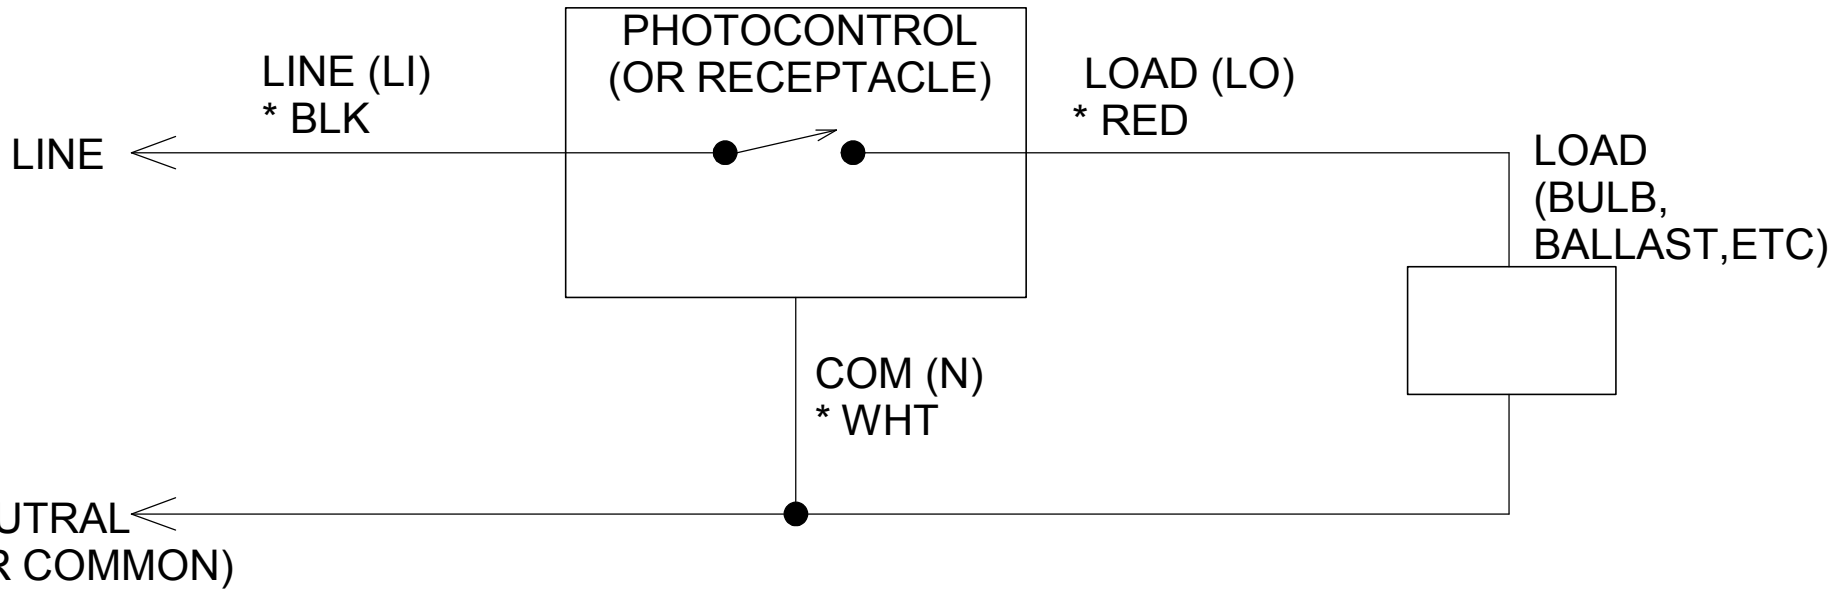 PHOTOCONTROL
(OR RECEPTACLE)
LINE (LI)
* BLK
LOAD (LO)
* RED
LINE
LOAD
(BULB,
BALLAST,ETC)
COM (N)
* WHT
UTRAL
R COMMON)